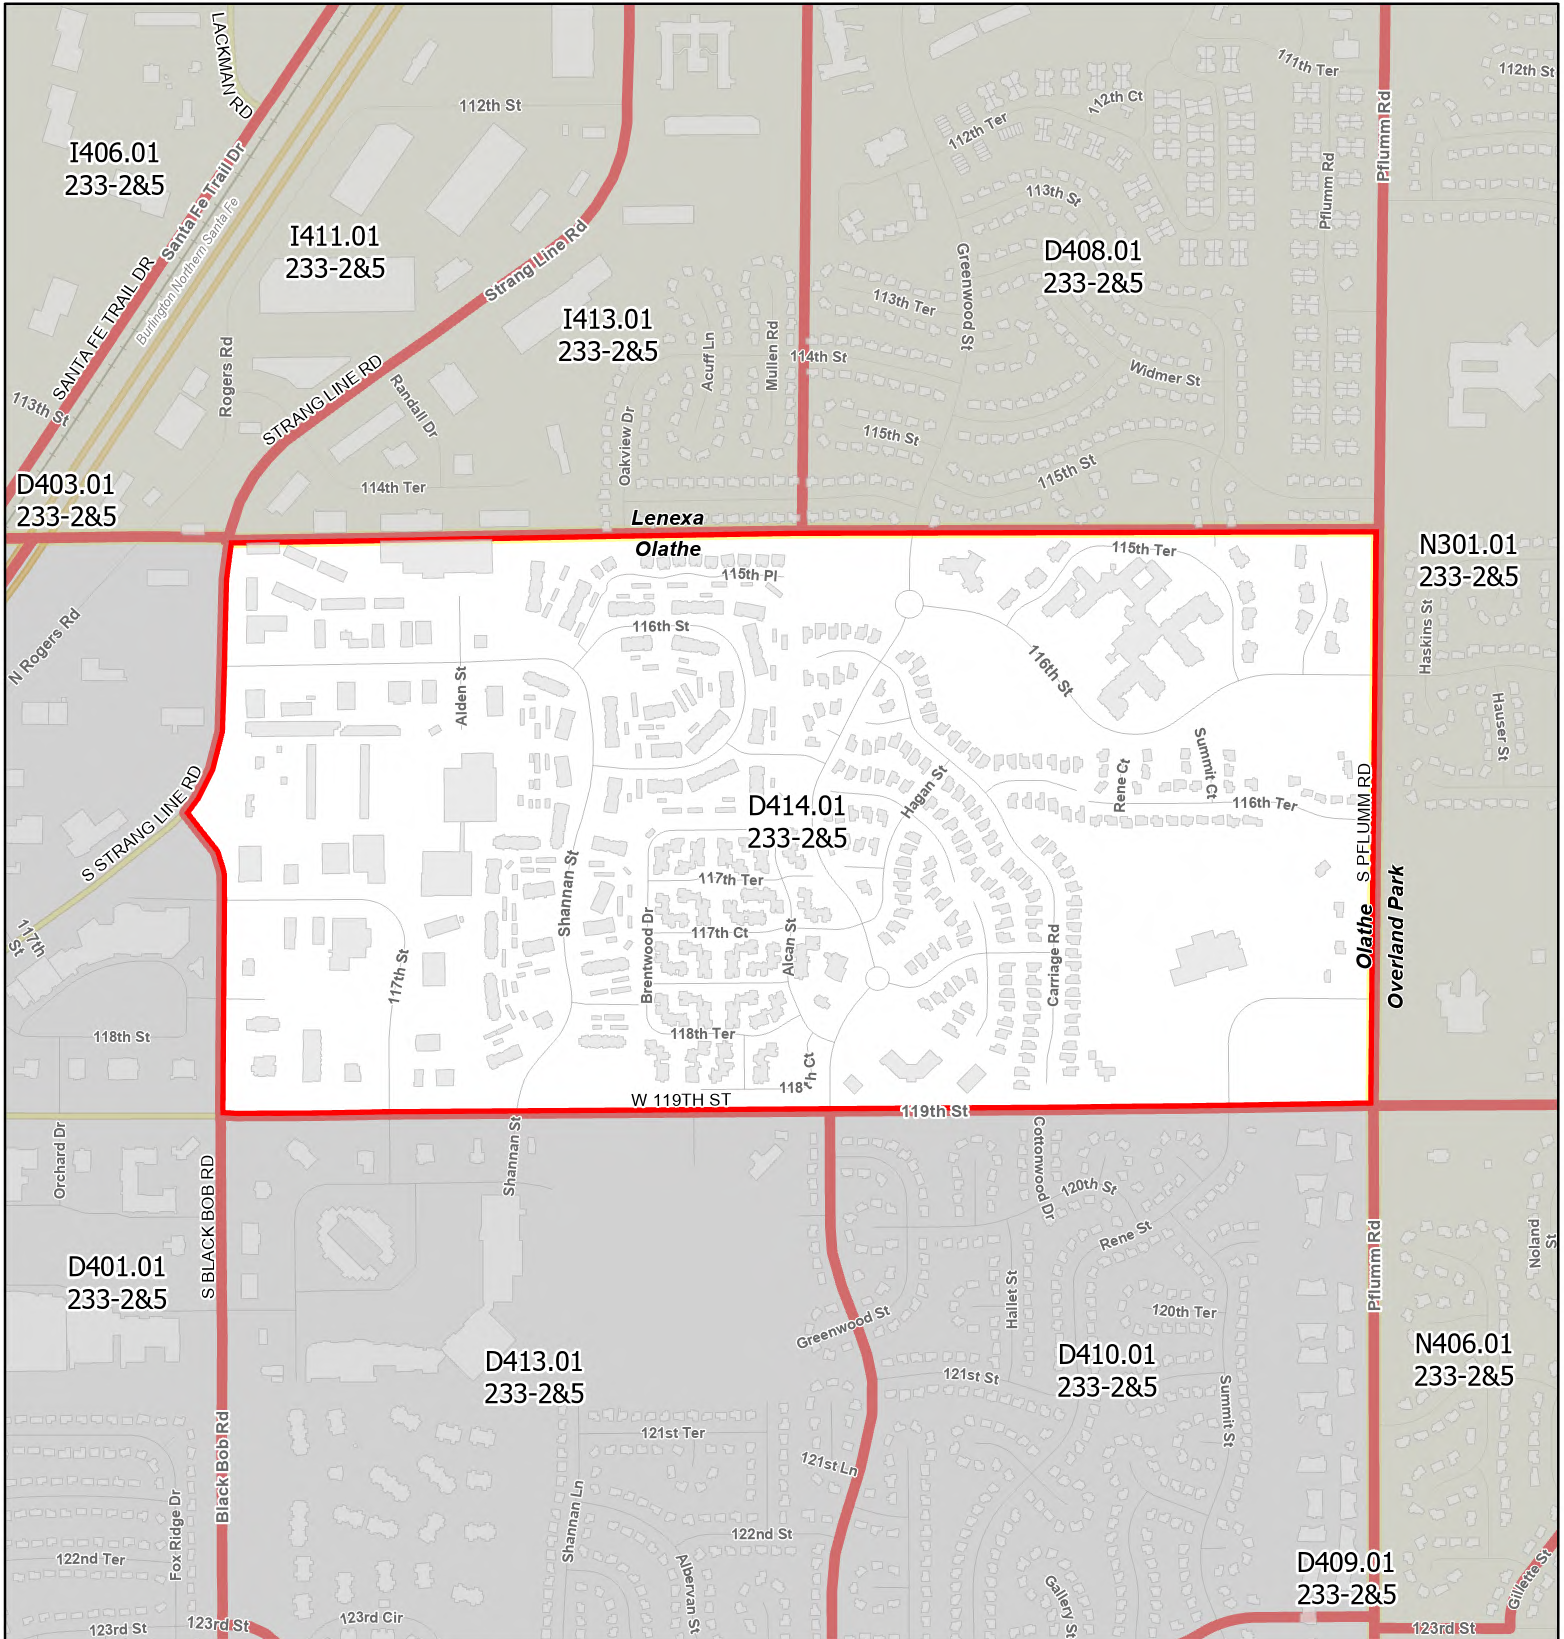 LACKMAN RD
112th St
111th Ter
112th St
112th Ct
112th Ter
Pflumm Rd
Pflumm Rd
I406.01
233-2&5
Santa Fe Trail Dr
Burlington Northern Santa Fe
SANTA FE TRAIL DR
I411.01
233-2&5
Strang Line Rd
113th St
Greenwood St
D408.01
233-2&5
113th Ter
I413.01
233-2&5
Acuff Ln
Mullen Rd
114th St
Widmer St
Rogers Rd
STRANG LINE RD
Randall Dr
113th St
Oakview Dr
115th St
115th St
114th Ter
D403.01
233-2&5
Lenexa
Olathe
115th Ter
N301.01
233-2&5
115th Pl
116th St
116th St
Haskins St
N Rogers Rd
Alden St
Hauser St
Summit Ct
Rene Ct
116th Ter
Hagan St
S STRANG LINE RD
D414.01
233-2&5
S PFLUMM RD
Olathe
Overland Park
117th St
Shannan St
117th Ter
Brentwood Dr
117th Ct
Alcan St
Carriage Rd
117th St
118th St
118th Ter
118th Ct
W 119TH ST
119th St
Orchard Dr
S BLACK BOB RD
Shannan St
Cottonwood Dr
120th St
Rene St
Noland St
D401.01
233-2&5
Pflumm Rd
Hallet St
120th Ter
Greenwood St
D413.01
233-2&5
D410.01
233-2&5
N406.01
233-2&5
121st St
Summit St
Black Bob Rd
121st Ter
121st Ln
Fox Ridge Dr
Shannan Ln
122nd St
122nd Ter
Albervan St
Gallery St
D409.01
233-2&5
Gillette St
123rd St
123rd St
123rd Cir
123rd St